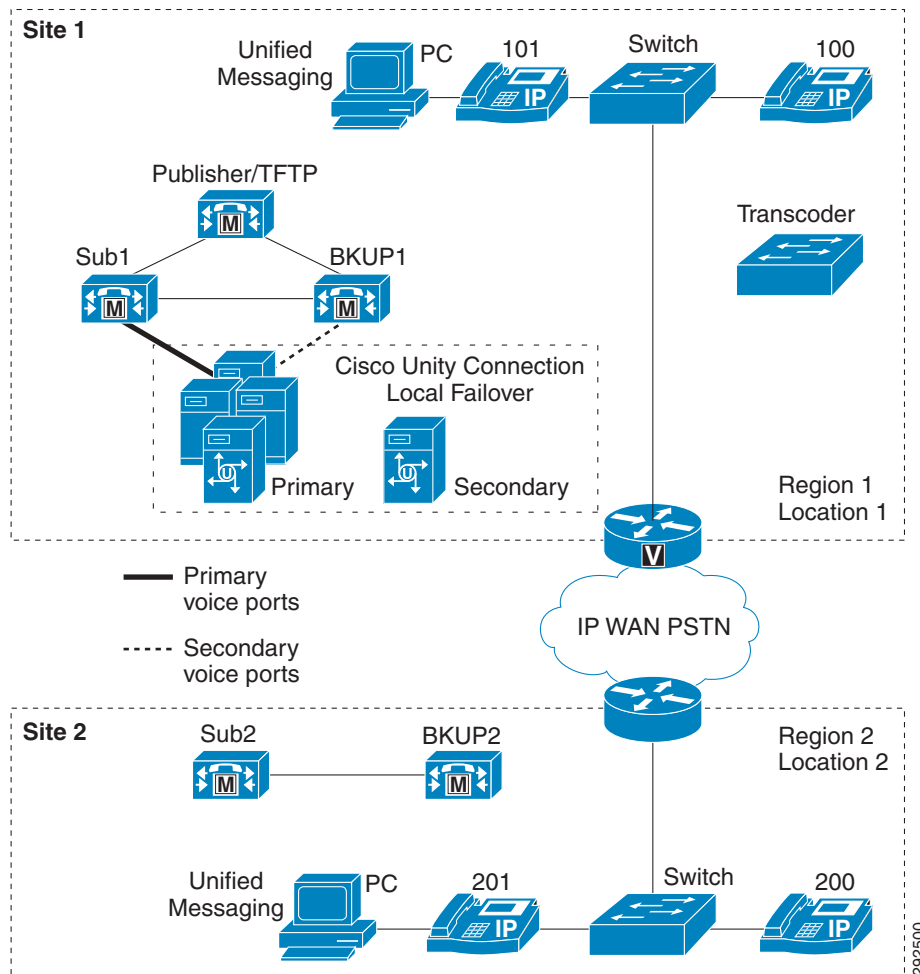 Site 1
Unified
Messaging
PC
101
Switch
100
IP
IP
Publisher/TFTP
M
Transcoder
Sub1
BKUP1
M
M
Cisco Unity Connection
Local Failover
U
Primary
U
Secondary
Region 1
Location 1
V
Primary
voice ports
IP WAN PSTN
Secondary
voice ports
Site 2
Sub2
BKUP2
M
M
Region 2
Location 2
Unified
Messaging
PC
201
Switch
200
IP
IP
292500